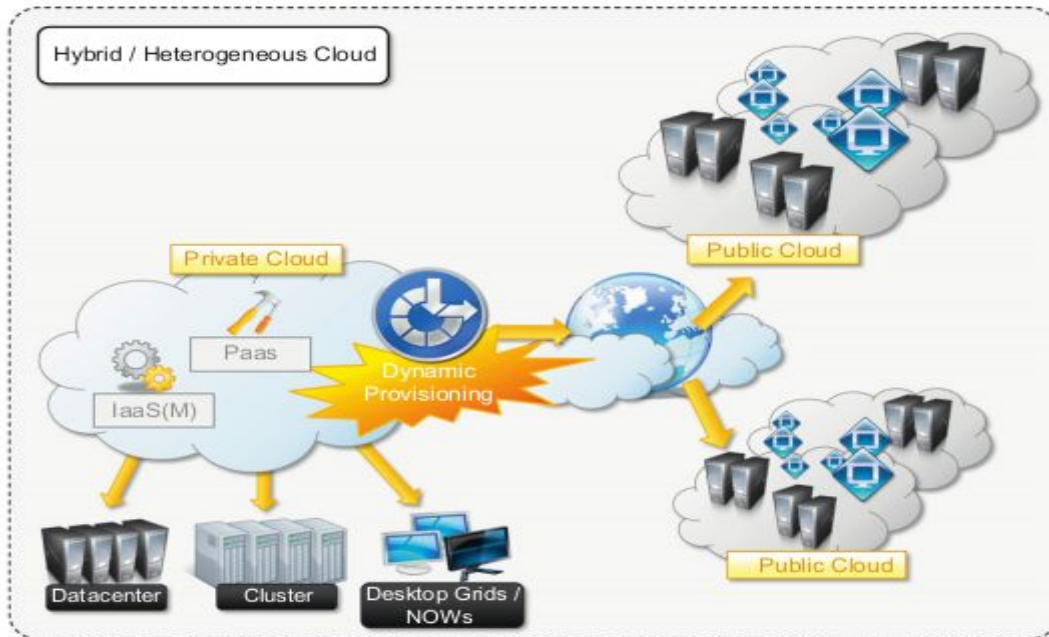 Hybrid / Heterogeneous Cloud
Public Cloud
Private Cloud
Paas
Dynamic
Provisioning
IaaS(M)
Public Cloud
Datacenter
Cluster
Desktop Grids /
NOWs